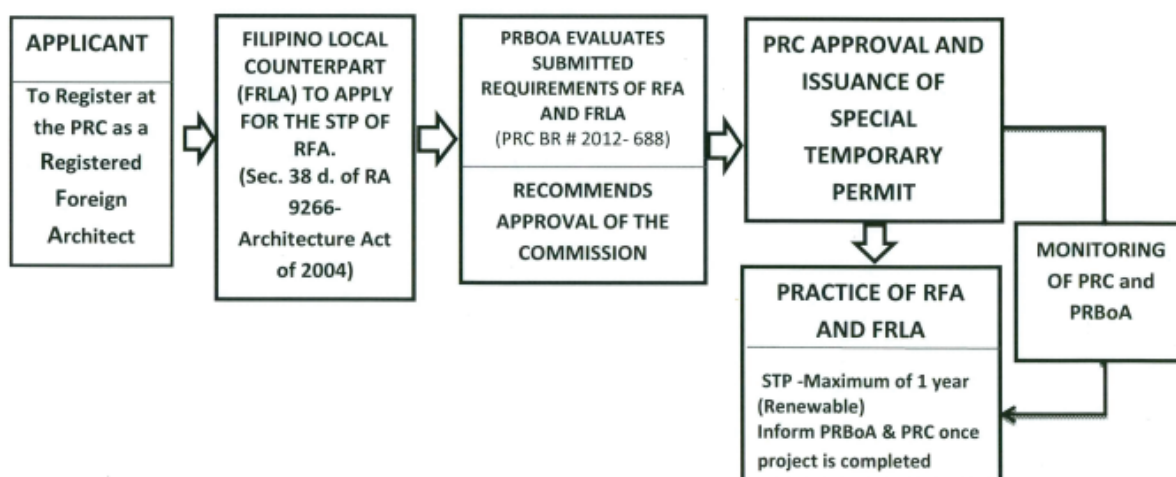 APPLICANT
To Register at
the PRC as a
Registered
Foreign
Architect
FILIPINO LOCAL
COUNTERPART
(FRLA) TO APPLY
FOR THE STP OF
RFA.
(Sec. 38 d. of RA
9266-
Architecture Act
of 2004)
PRBOA EVALUATES
SUBMITTED
REQUIREMENTS OF RFA
AND FRLA
(PRC BR # 2012- 688)
RECOMMENDS
APPROVAL OF THE
COMMISSION
PRC APPROVAL AND
ISSUANCE OF
SPECIAL
TEMPORARY
PERMIT
MONITORING
OF PRC and
PRBoA
PRACTICE OF RFA
AND FRLA
STP -Maximum of 1 year
(Renewable)
Inform PRBoA & PRC once
project is completed